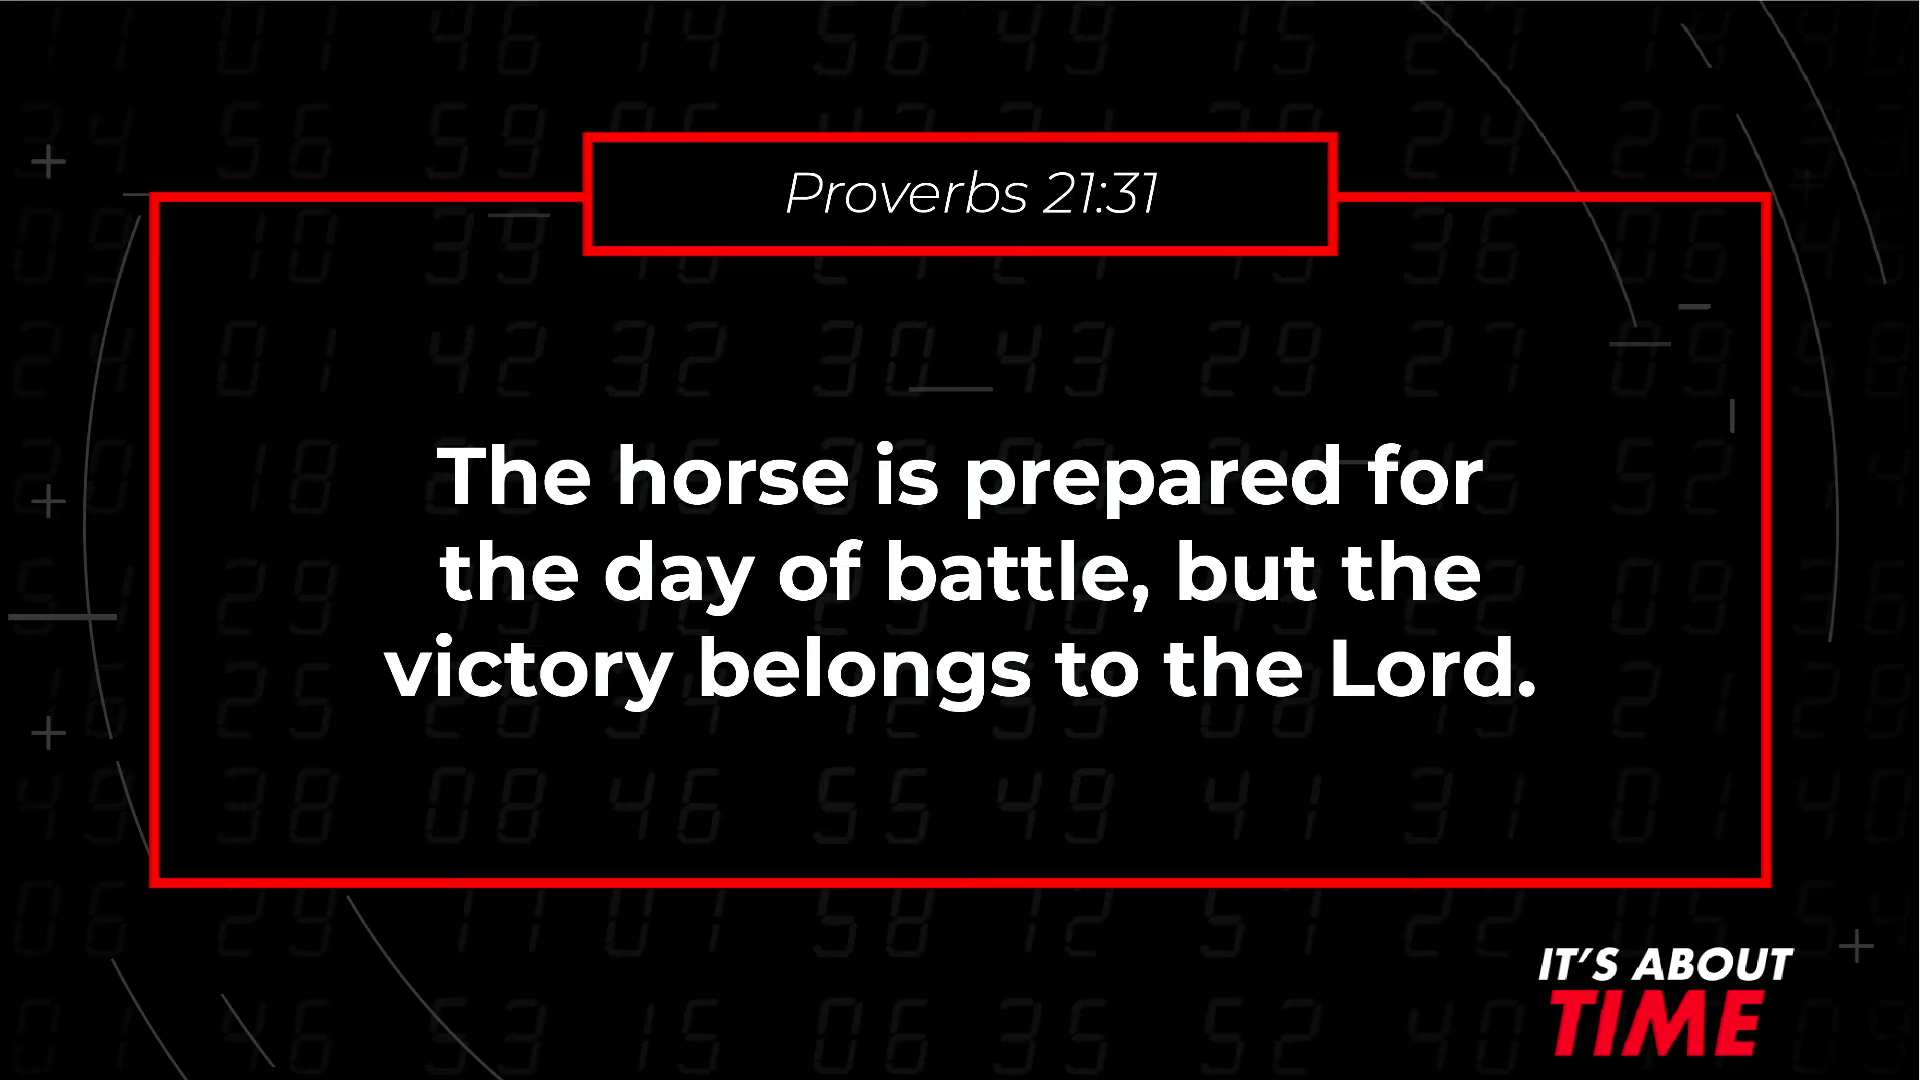 Proverbs 21:31
The horse is prepared for
the day of battle, but the
victory belongs to the Lord.
IT'S ABOUT
TIME